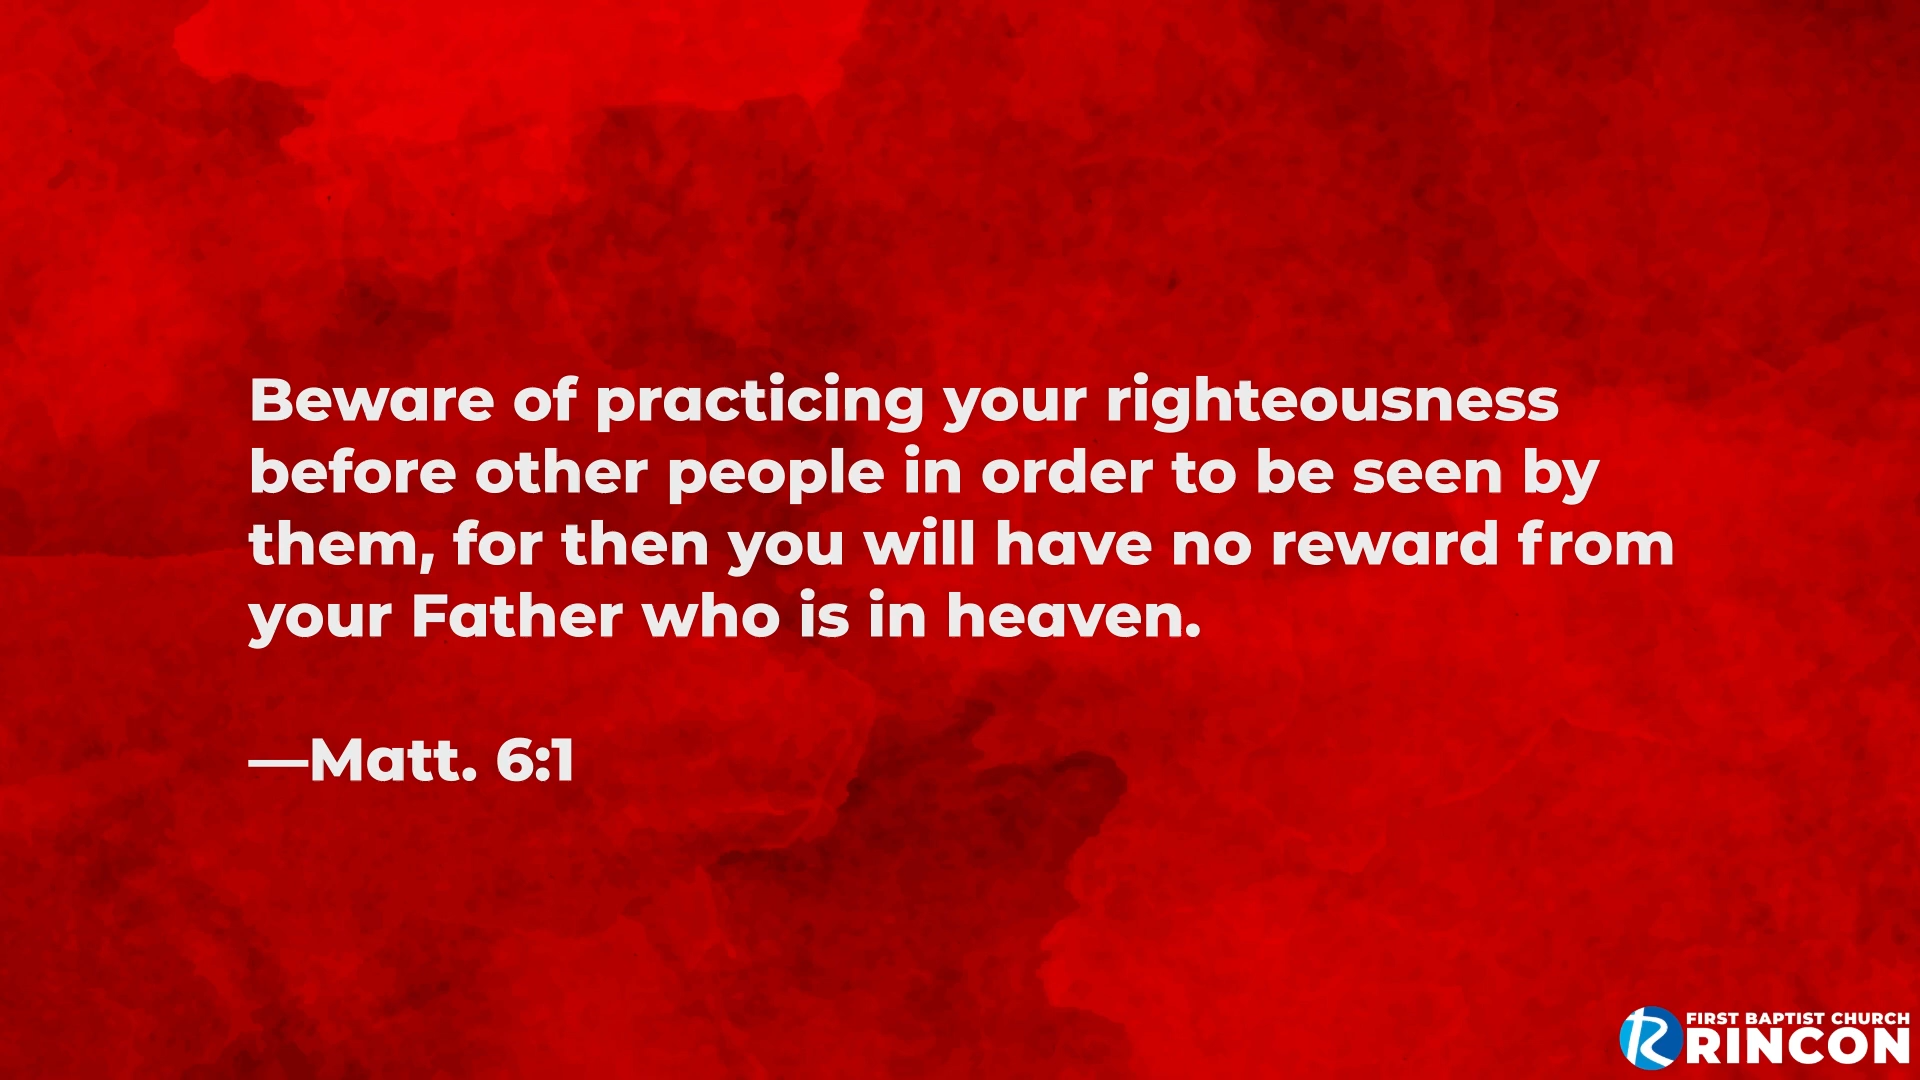 Beware of practicing your righteousness
before other people in order to be seen by
them, for then you will have no reward from
your Father who is in heaven.
—Matt. 6:1
FIRST BAPTIST CHURCH
RINCON